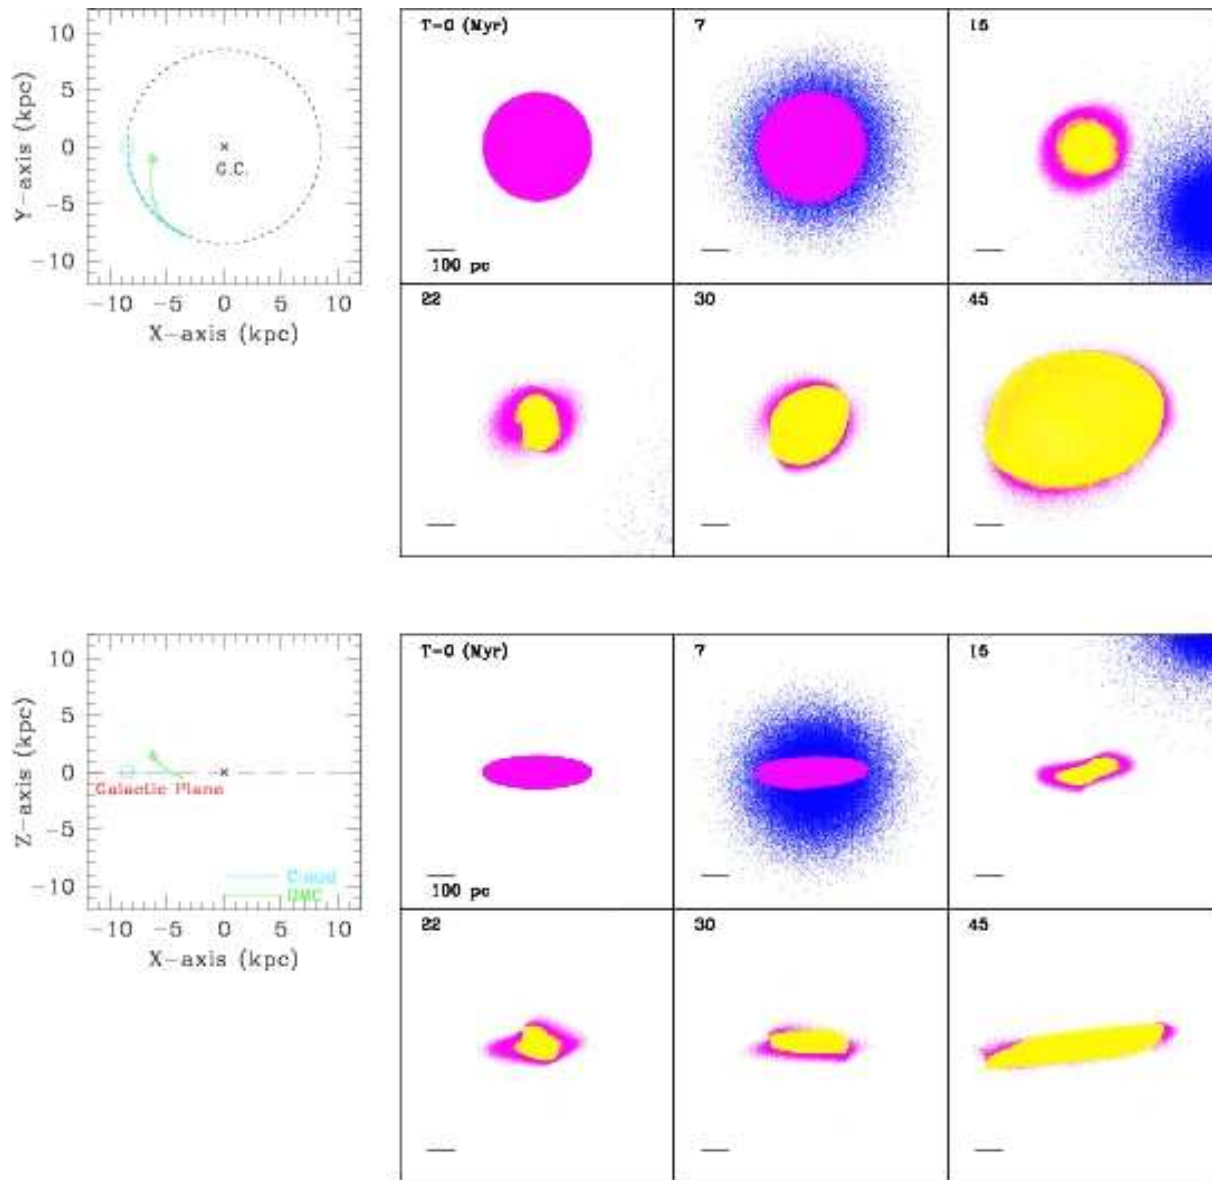 10
5
0
−5
−10
Y−axis (kpc)
G.C.
−10 −5 0 5 10
X−axis (kpc)
T=0 (Myr)
100 pc
7
15
22
30
45
10
5
0
−5
−10
Z−axis (kpc)
Galactic Plane
Cloud
DMC
−10 −5 0 5 10
X−axis (kpc)
T=0 (Myr)
100 pc
7
15
22
30
45